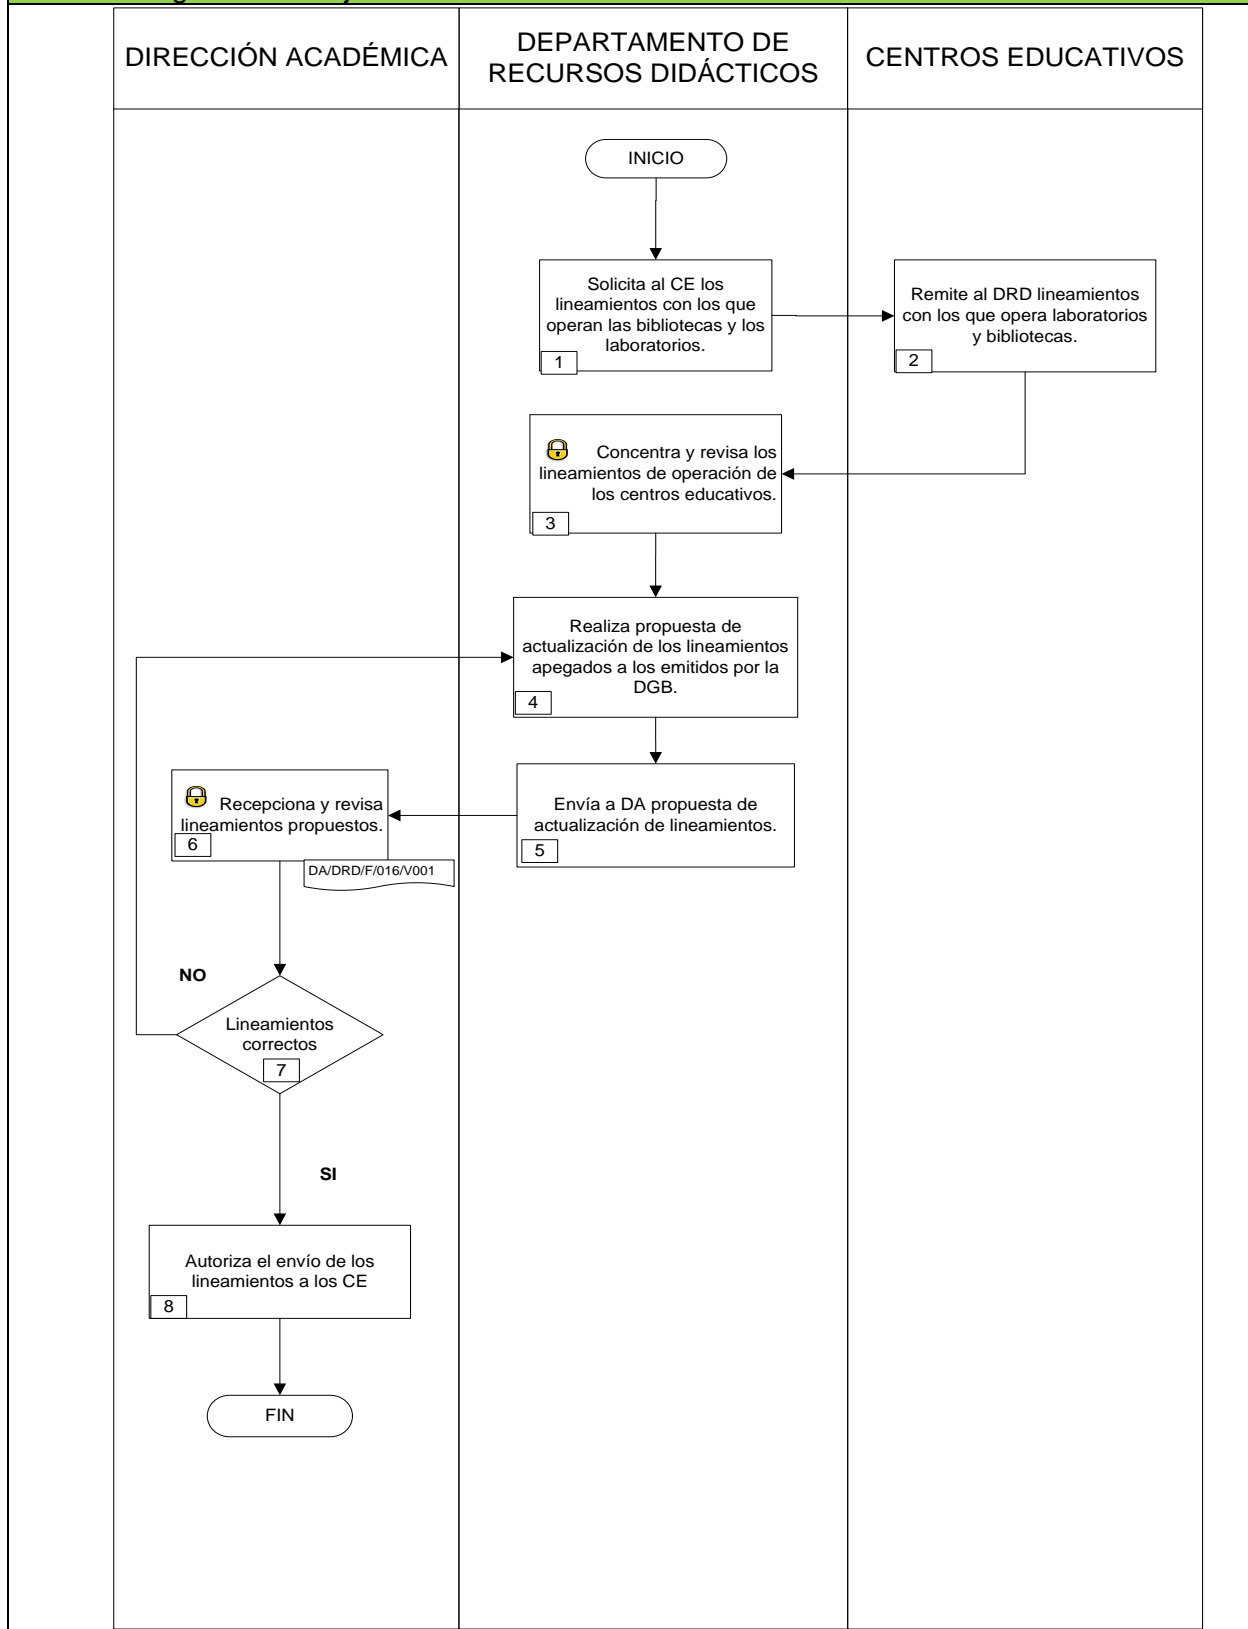 DIRECCIÓN ACADÉMICA
DEPARTAMENTO DE
RECURSOS DIDÁCTICOS
CENTROS EDUCATIVOS
INICIO
Solicita al CE los
lineamientos con los que
operan las bibliotecas y los
laboratorios.
1
Remite al DRD lineamientos
con los que opera laboratorios
y bibliotecas.
2
Concentra y revisa los
lineamientos de operación de
los centros educativos.
3
Realiza propuesta de
actualización de los lineamientos
apegados a los emitidos por la
DGB.
4
Envía a DA propuesta de
actualización de lineamientos.
5
Recepciona y revisa
lineamientos propuestos.
6
DA/DRD/F/016/V001
NO
Lineamientos
correctos
7
SI
Autoriza el envío de los
lineamientos a los CE
8
FIN